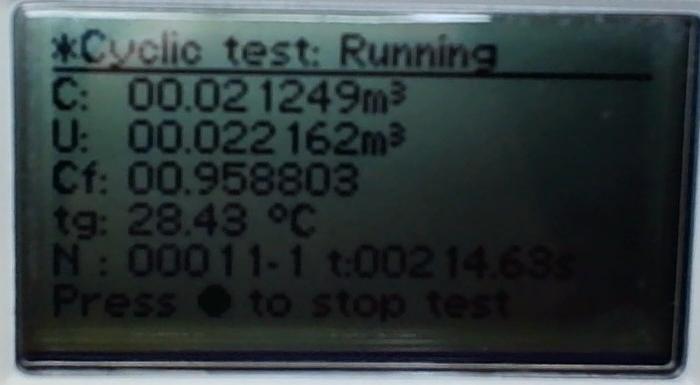 *Cyclic test: Running
C: 00.021249m³
U: 00.022162m³
Cf: 00.958803
tg: 28.43 °C
N : 00011-1 t:00214.63s
Press ● to stop test